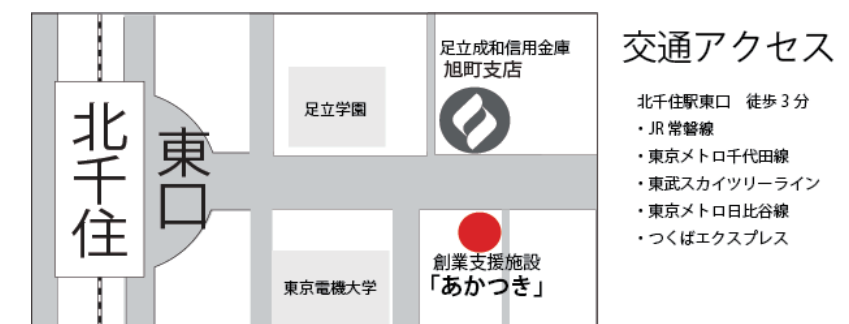 北千住
東口
足立学園
足立成和信用金庫
旭町支店
東京電機大学
創業支援施設
「あかつき」
交通アクセス
北千住駅東口　徒歩3分
・JR常磐線
・東京メトロ千代田線
・東武スカイツリーライン
・東京メトロ日比谷線
・つくばエクスプレス